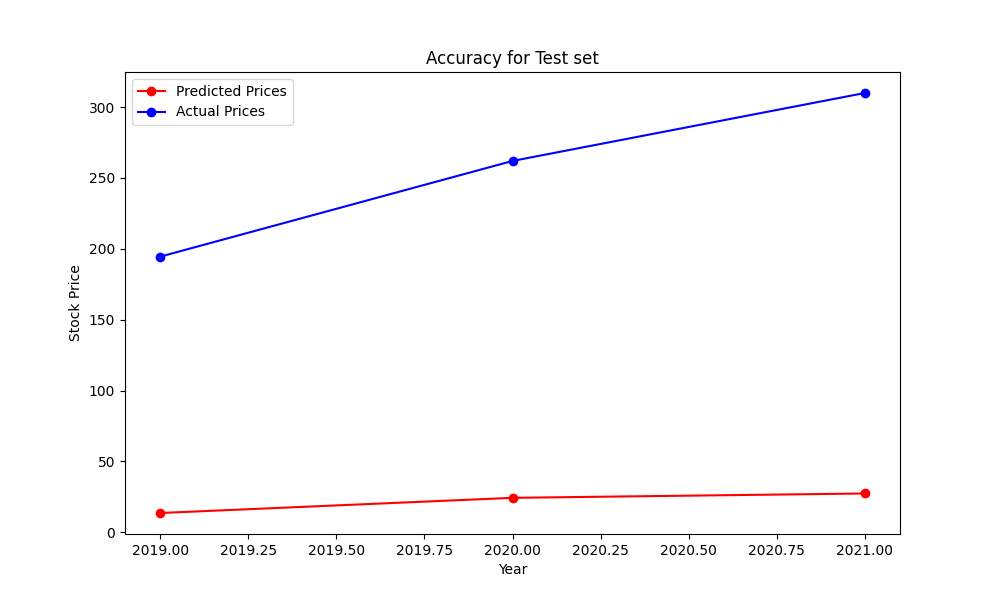 Accuracy for Test set
Predicted Prices
Actual Prices
300
250
200
150
100
50
0
Stock Price
2019.00 2019.25 2019.50 2019.75 2020.00 2020.25 2020.50 2020.75 2021.00
Year